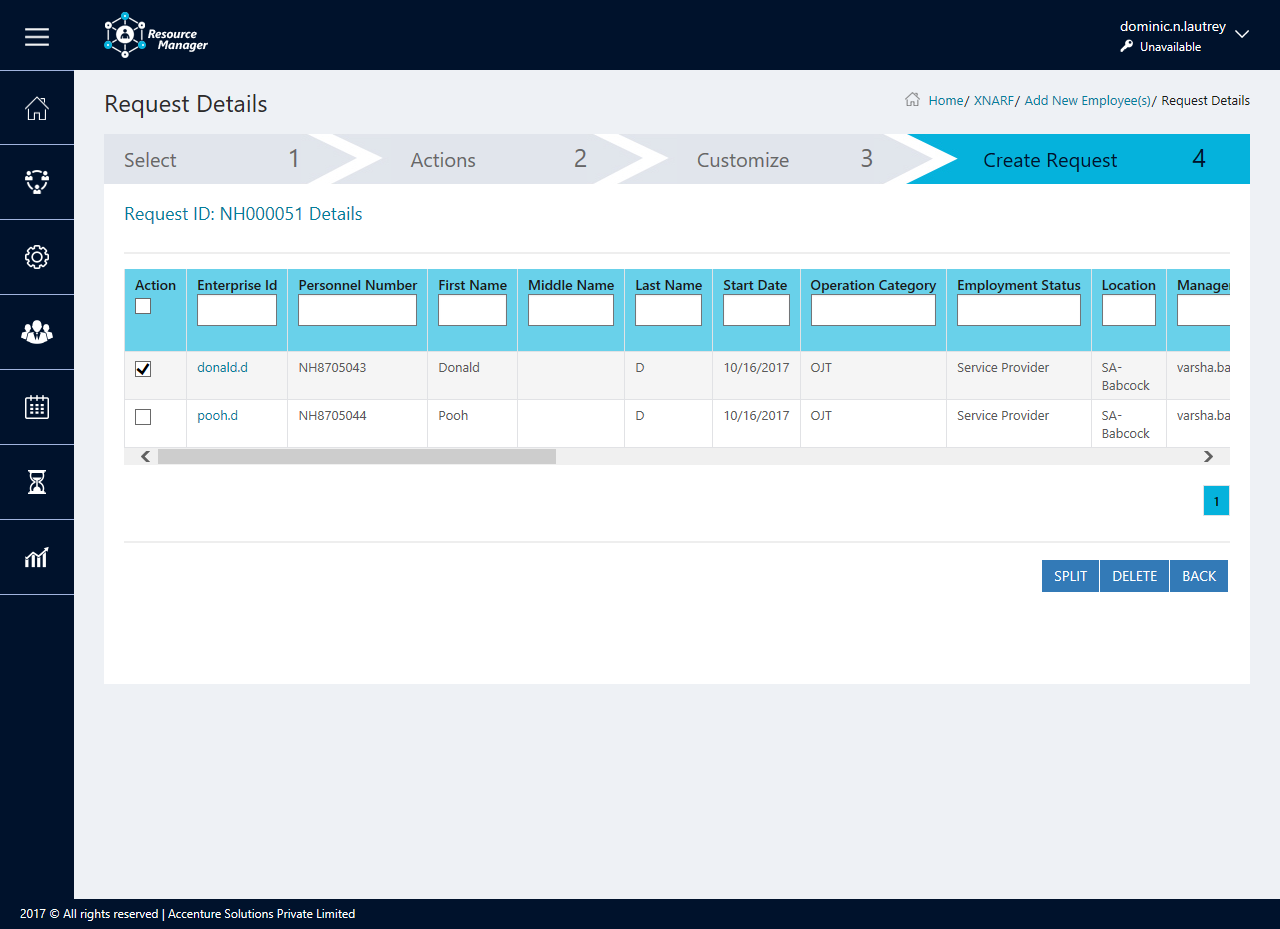 Resource
Manager
dominic.n.lautrey
Unavailable
Request Details
Home/ XNARF/ Add New Employee(s)/ Request Details
Select 1 Actions 2 Customize 3 Create Request 4
Request ID: NH000051 Details
Action Enterprise Id Personnel Number First Name Middle Name Last Name Start Date Operation Category Employment Status Location Manage
donald.d NH8705043 Donald D 10/16/2017 OJT Service Provider SA- varsha.ba
Babcock
pooh.d NH8705044 Pooh D 10/16/2017 OJT Service Provider SA- varsha.ba
Babcock
1
SPLIT DELETE BACK
2017 © All rights reserved | Accenture Solutions Private Limited